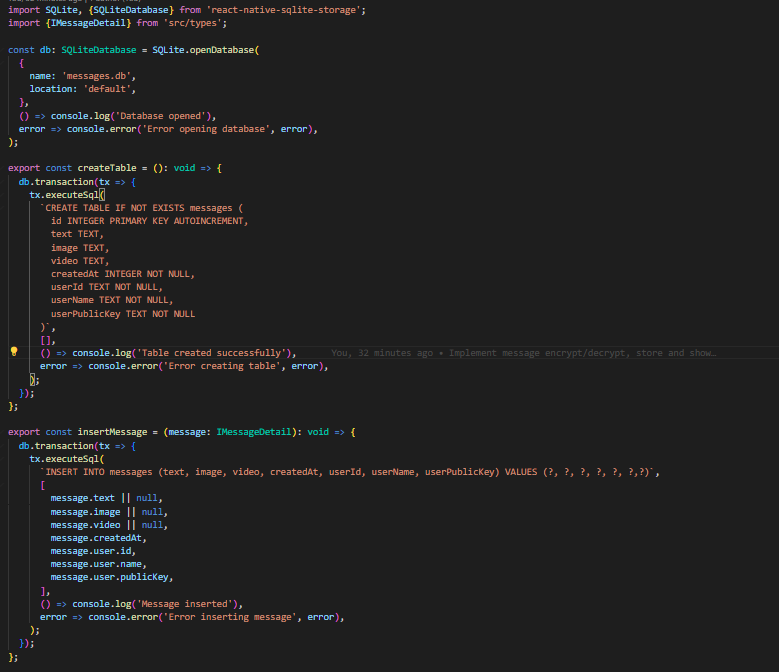 import SQLite, {SQLiteDatabase} from 'react-native-sqlite-storage';
import {IMessageDetail} from 'src/types';

const db: SQLiteDatabase = SQLite.openDatabase(
  {
    name: 'messages.db',
    location: 'default',
  },
  () => console.log('Database opened'),
  error => console.error('Error opening database', error),
);

export const createTable = (): void => {
  db.transaction(tx => {
    tx.executeSql(
      `CREATE TABLE IF NOT EXISTS messages (
        id INTEGER PRIMARY KEY AUTOINCREMENT,
        text TEXT,
        image TEXT,
        video TEXT,
        createdAt INTEGER NOT NULL,
        userId TEXT NOT NULL,
        userName TEXT NOT NULL,
        userPublicKey TEXT NOT NULL
      )`,
      [],
      () => console.log('Table created successfully'),      You, 32 minutes ago • Implement message encrypt/decrypt, store and show…
      error => console.error('Error creating table', error),
    );
  });
};

export const insertMessage = (message: IMessageDetail): void => {
  db.transaction(tx => {
    tx.executeSql(
      `INSERT INTO messages (text, image, video, createdAt, userId, userName, userPublicKey) VALUES (?, ?, ?, ?, ?, ?,?)`,
      [
        message.text || null,
        message.image || null,
        message.video || null,
        message.createdAt,
        message.user.id,
        message.user.name,
        message.user.publicKey,
      ],
      () => console.log('Message inserted'),
      error => console.error('Error inserting message', error),
    );
  });
};